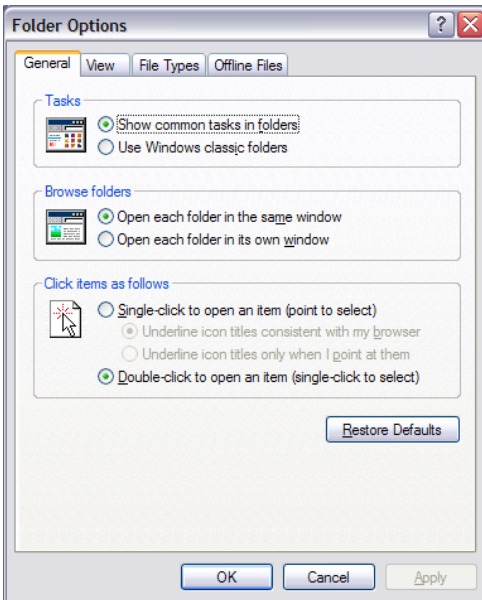 Folder Options
General View File Types Offline Files
Tasks
Show common tasks in folders
Use Windows classic folders
Browse folders
Open each folder in the same window
Open each folder in its own window
Click items as follows
Single-click to open an item (point to select)
Underline icon titles consistent with my browser
Underline icon titles only when I point at them
Double-click to open an item (single-click to select)
Restore Defaults
OK Cancel Apply